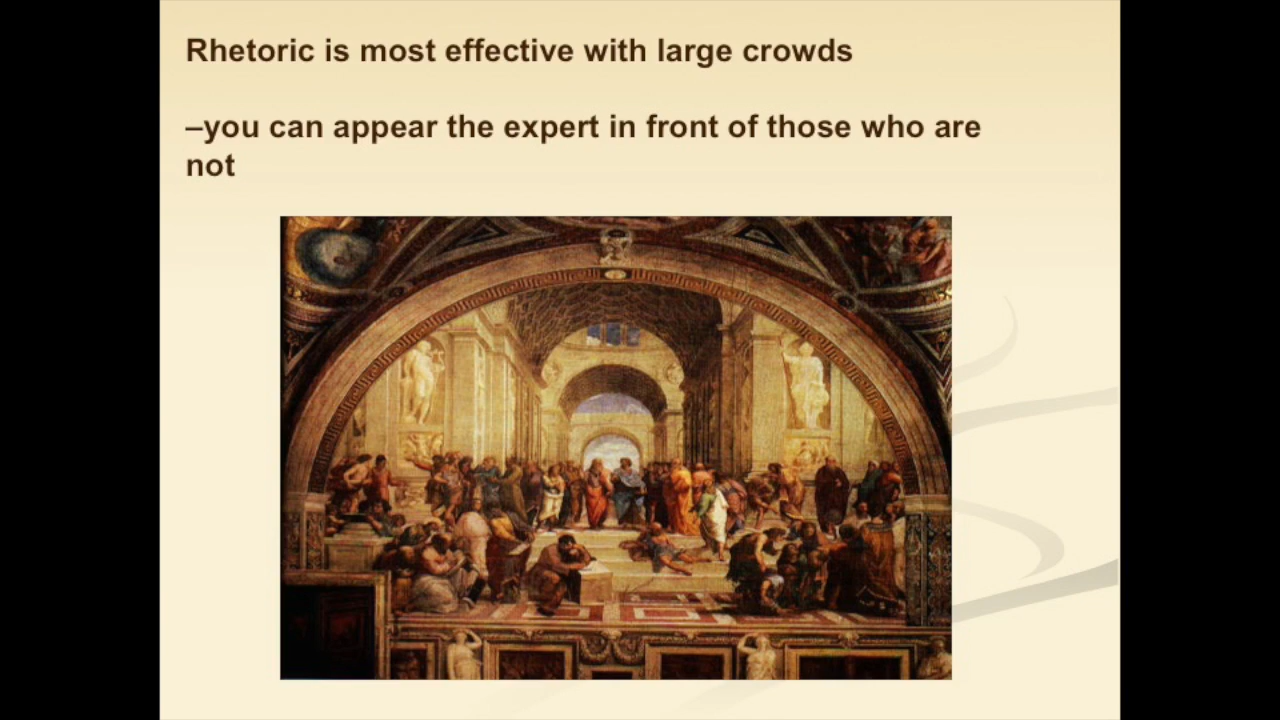 Rhetoric is most effective with large crowds
–you can appear the expert in front of those who are
not